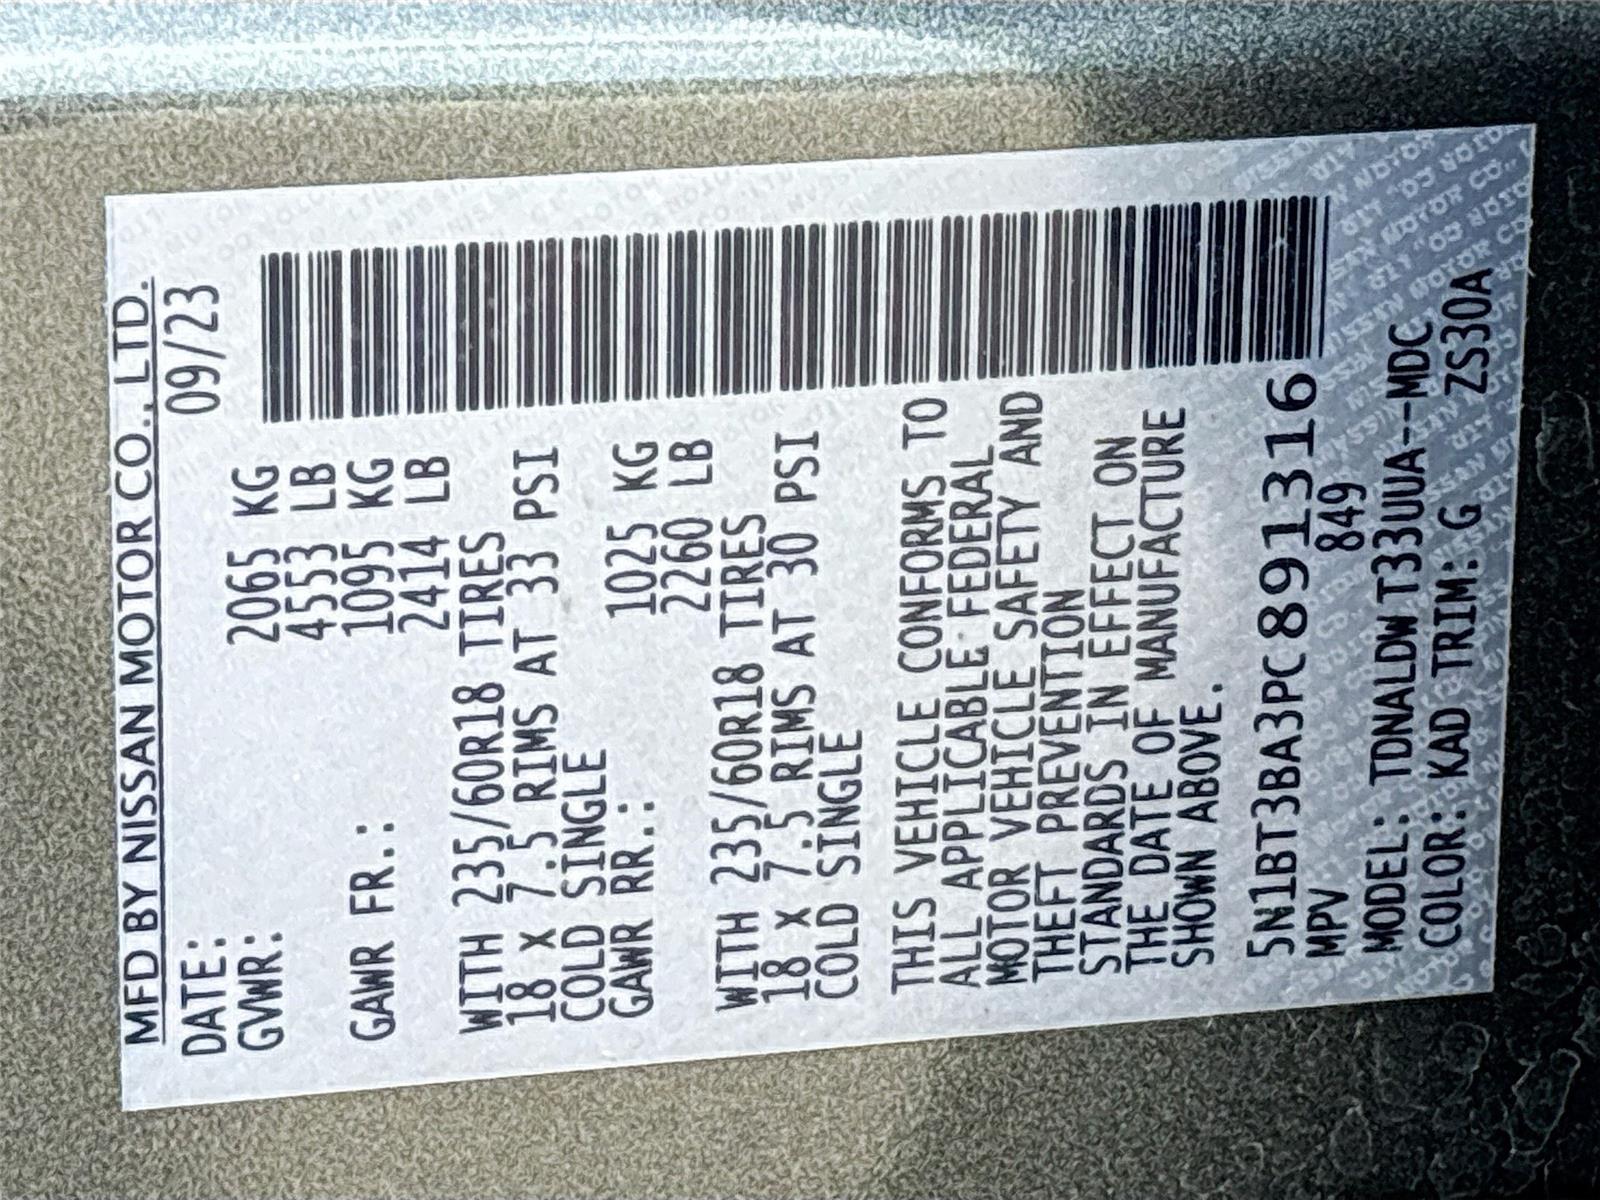 MFD BY NISSAN MOTOR CO., LTD.
DATE: 09/23
GVWR: 2065 KG
4553 LB
GAWR FR.: 1095 KG
2414 LB
WITH 235/60R18 TIRES
18 X 7.5 RIMS AT 33 PSI
COLD SINGLE
GAWR RR.: 1025 KG
2260 LB
WITH 235/60R18 TIRES
18 X 7.5 RIMS AT 30 PSI
COLD SINGLE
THIS VEHICLE CONFORMS TO
ALL APPLICABLE FEDERAL
MOTOR VEHICLE SAFETY AND
THEFT PREVENTION
STANDARDS IN EFFECT ON
THE DATE OF MANUFACTURE
SHOWN ABOVE.
5N1BT3BA3PC891316
MPV 849
MODEL: TDNALDW T33UUA--MDC
COLOR: KAD TRIM: G ZS30A